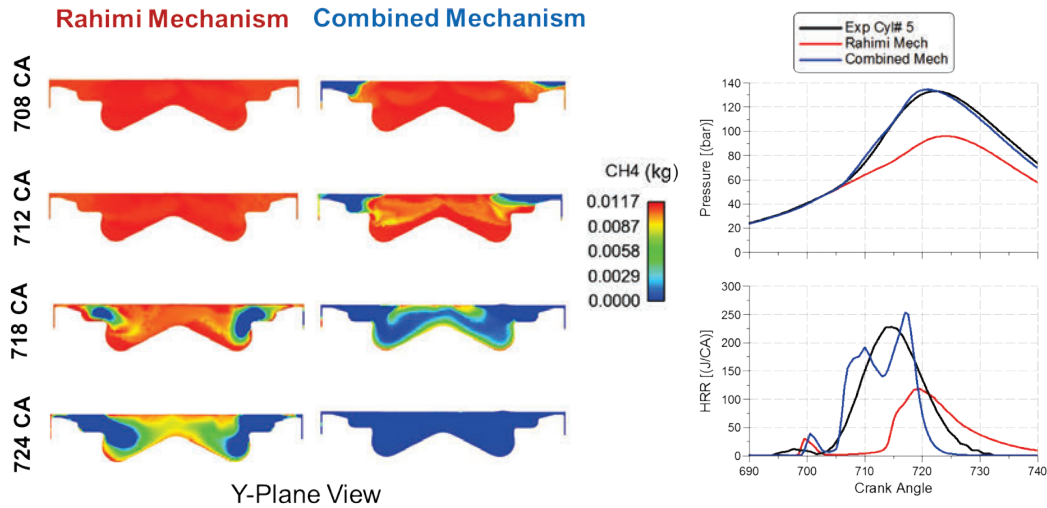 Rahimi Mechanism
Combined Mechanism
708 CA
712 CA
718 CA
724 CA
Y-Plane View
CH4 (kg)
0.0117
0.0087
0.0058
0.0029
0.0000
Exp Cyl# 5
Rahimi Mech
Combined Mech
Pressure [(bar)
140
120
100
80
60
40
20
0
HRR [(J/CA)]
300
250
200
150
100
50
0
690
700
710
720
730
740
Crank Angle